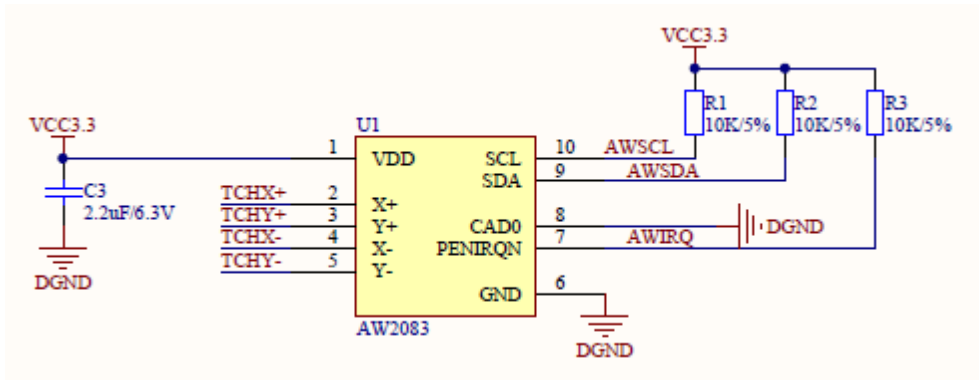 VCC3.3
R1
10K/5%
R2
10K/5%
R3
10K/5%
VCC3.3
C3
2.2uF/6.3V
DGND
U1
1
VDD
SCL
10
AWSCL
SDA
9
AWSDA
TCHX+
2
X+
TCHY+
3
Y+
CAD0
8
DGND
TCHX-
4
X-
PENIRQN
7
AWIRQ
TCHY-
5
Y-
GND
6
DGND
AW2083